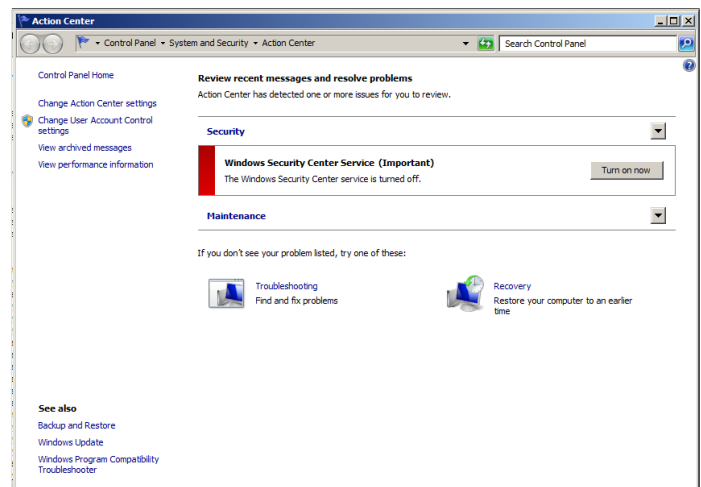 Action Center
Control Panel
System and Security
Action Center
Search Control Panel
Control Panel Home
Change Action Center settings
Change User Account Control
settings
View archived messages
View performance information
Review recent messages and resolve problems
Action Center has detected one or more issues for you to review.
Security
Windows Security Center Service (Important)
The Windows Security Center service is turned off.
Turn on now
Maintenance
If you don't see your problem listed, try one of these:
Troubleshooting
Find and fix problems
Recovery
Restore your computer to an earlier
time
See also
Backup and Restore
Windows Update
Windows Program Compatibility
Troubleshooter